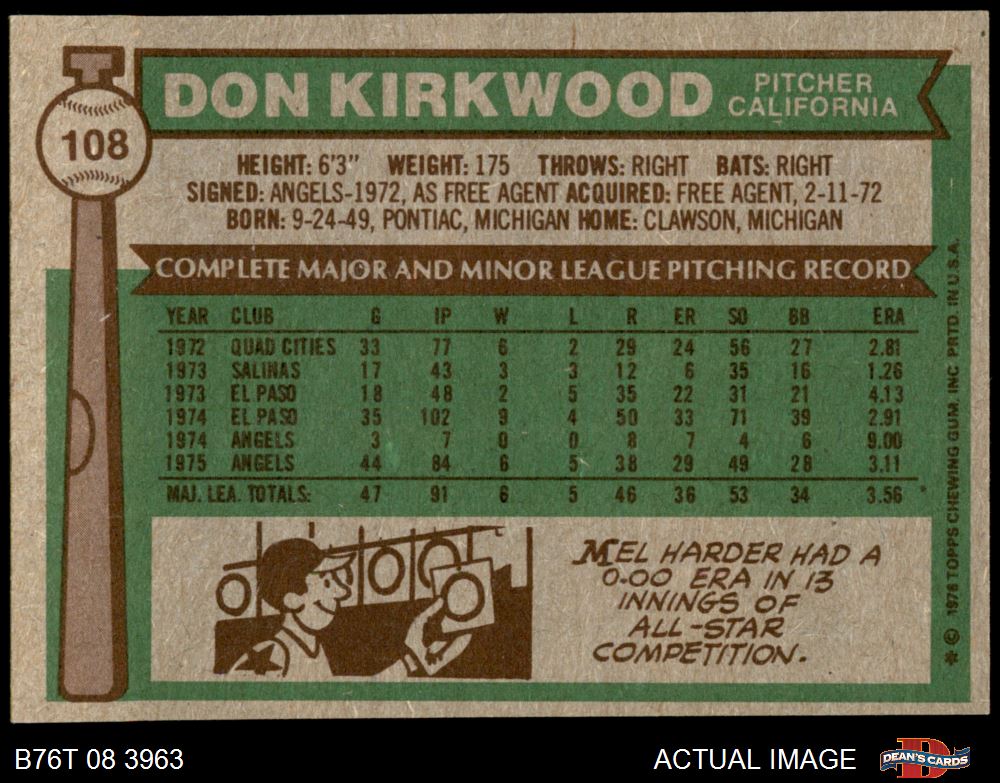 DON KIRKWOOD
PITCHER
CALIFORNIA
108
HEIGHT: 6'3" WEIGHT: 175 THROWS: RIGHT BATS: RIGHT
SIGNED: ANGELS-1972, AS FREE AGENT ACQUIRED: FREE AGENT, 2-11-72
BORN: 9-24-49, PONTIAC, MICHIGAN HOME: CLAWSON, MICHIGAN
COMPLETE MAJOR AND MINOR LEAGUE PITCHING RECORD
YEAR CLUB G IP W L R ER SO BB ERA
1972 QUAD CITIES 33 77 6 2 29 24 56 27 2.81
1973 SALINAS 17 43 3 3 12 6 35 16 1.26
1973 EL PASO 18 48 2 5 35 22 31 21 4.13
1974 EL PASO 35 102 9 4 50 33 71 39 2.91
1974 ANGELS 3 7 0 0 8 7 4 6 9.00
1975 ANGELS 44 84 6 5 38 29 49 28 3.11
MAJ. LEA. TOTALS: 47 91 6 5 46 36 53 34 3.56
MEL HARDER HAD A
0.00 ERA IN 13
INNINGS OF
ALL-STAR
COMPETITION.
* © 1976 TOPPS CHEWING GUM, INC PRTD. IN U.S.A.
B76T 08 3963
ACTUAL IMAGE
DEAN'S CARDS